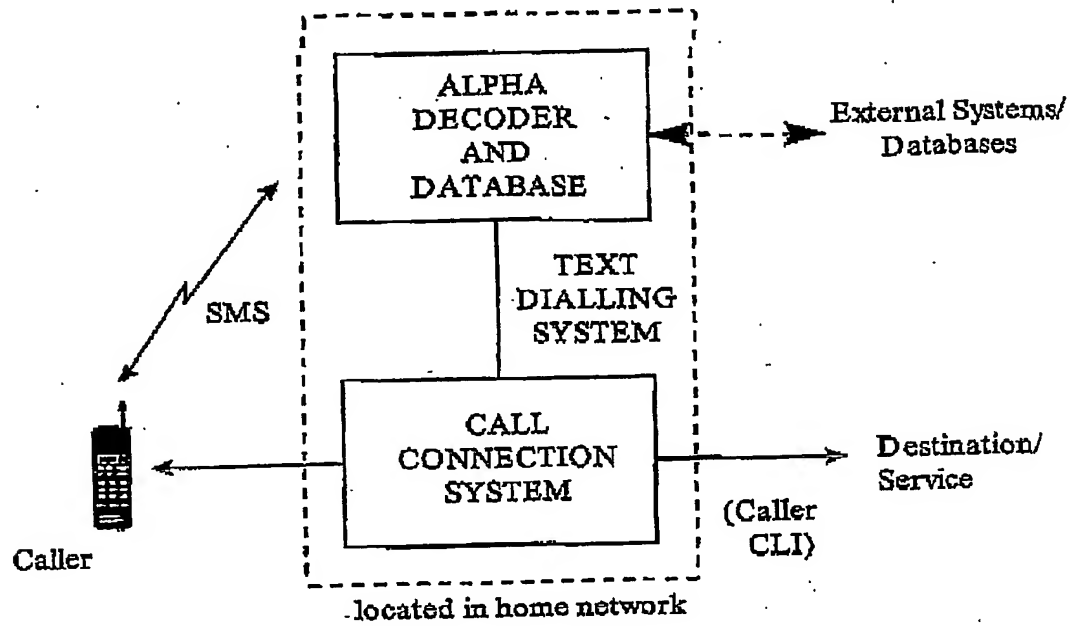 ALPHA
DECODER
AND
DATABASE
External Systems/
Databases
TEXT
DIALLING
SYSTEM
SMS
CALL
CONNECTION
SYSTEM
Destination/
Service
(Caller
CLI)
Caller
located in home network